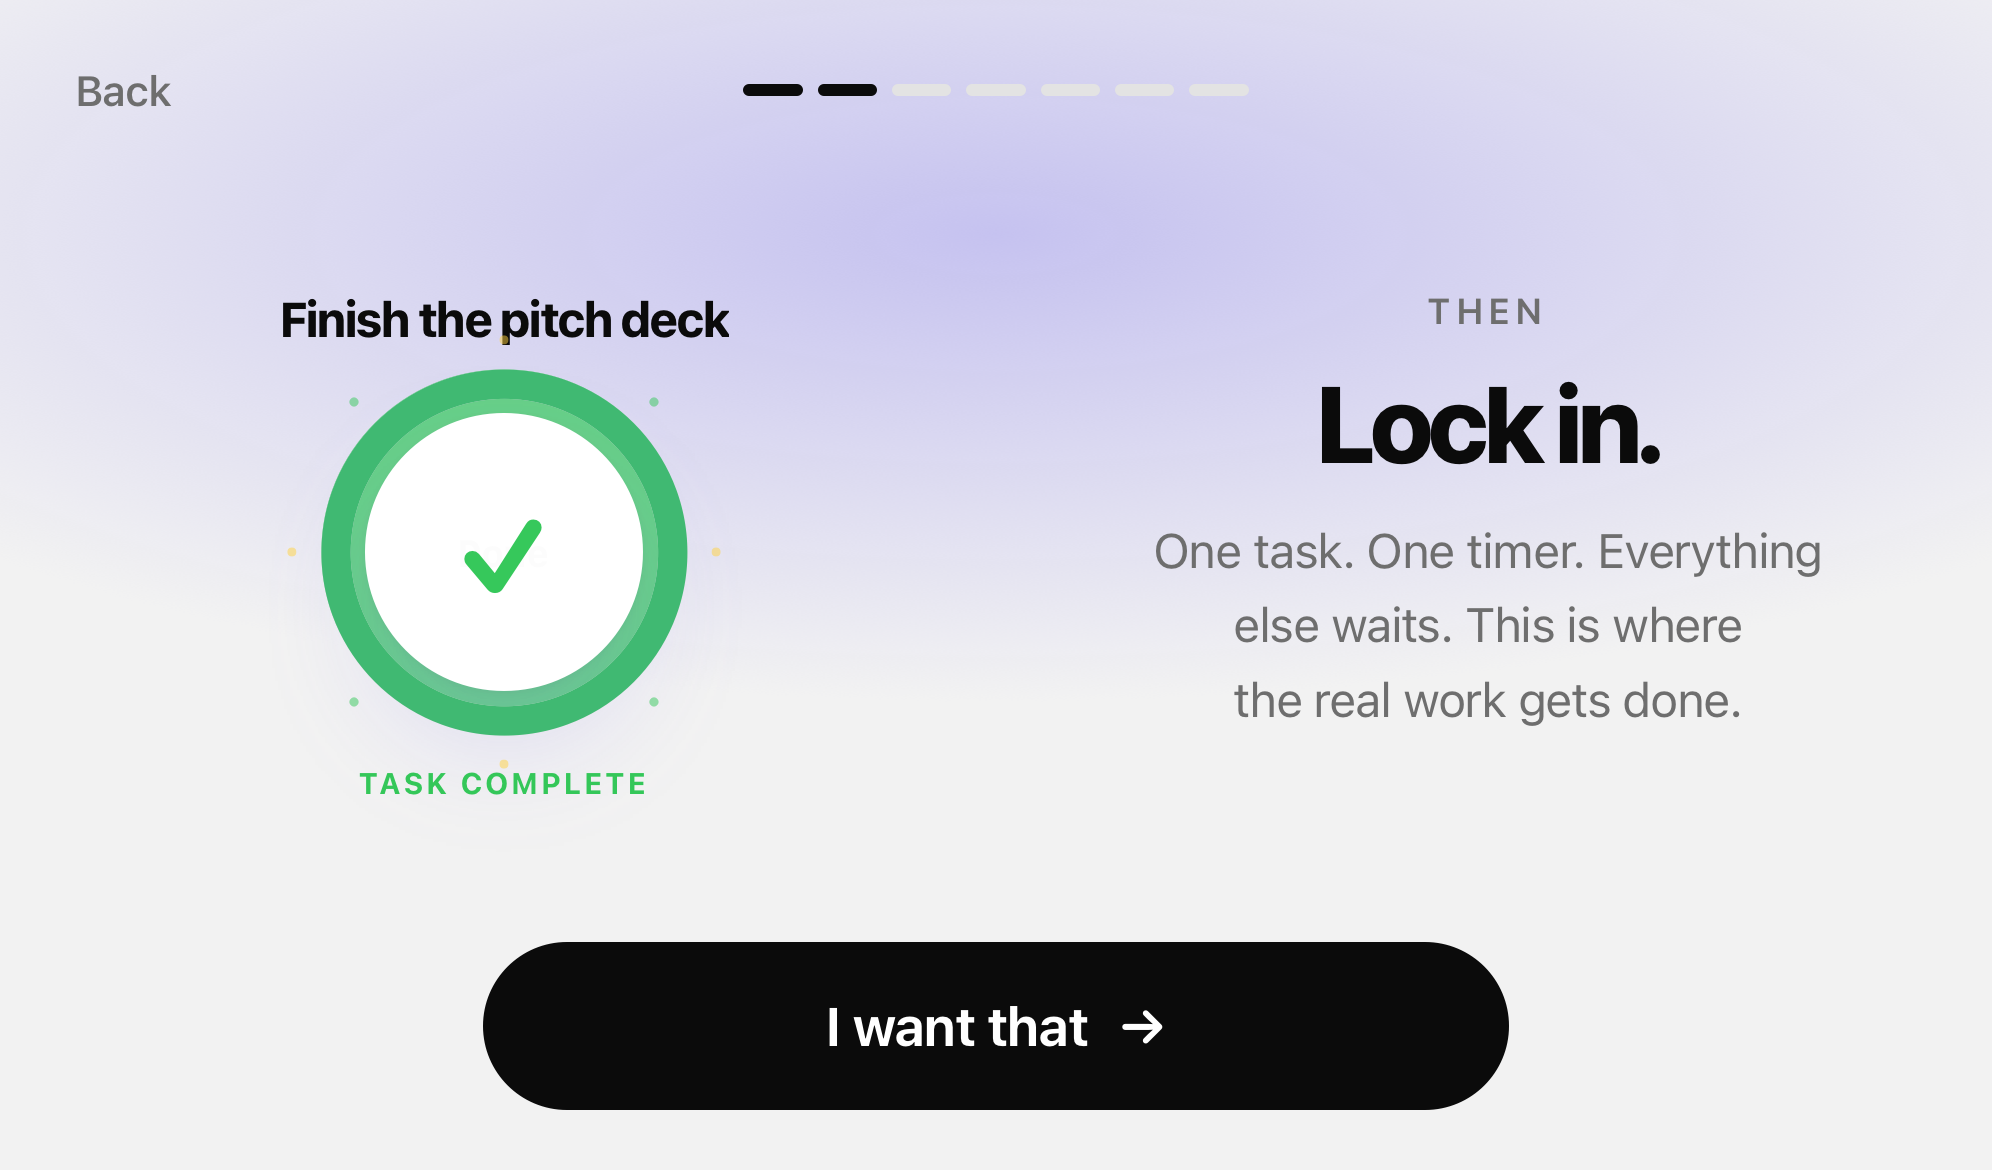 Back
Finish the pitch deck
TASK COMPLETE
THEN
Lock in.
One task. One timer. Everything
else waits. This is where
the real work gets done.
I want that →